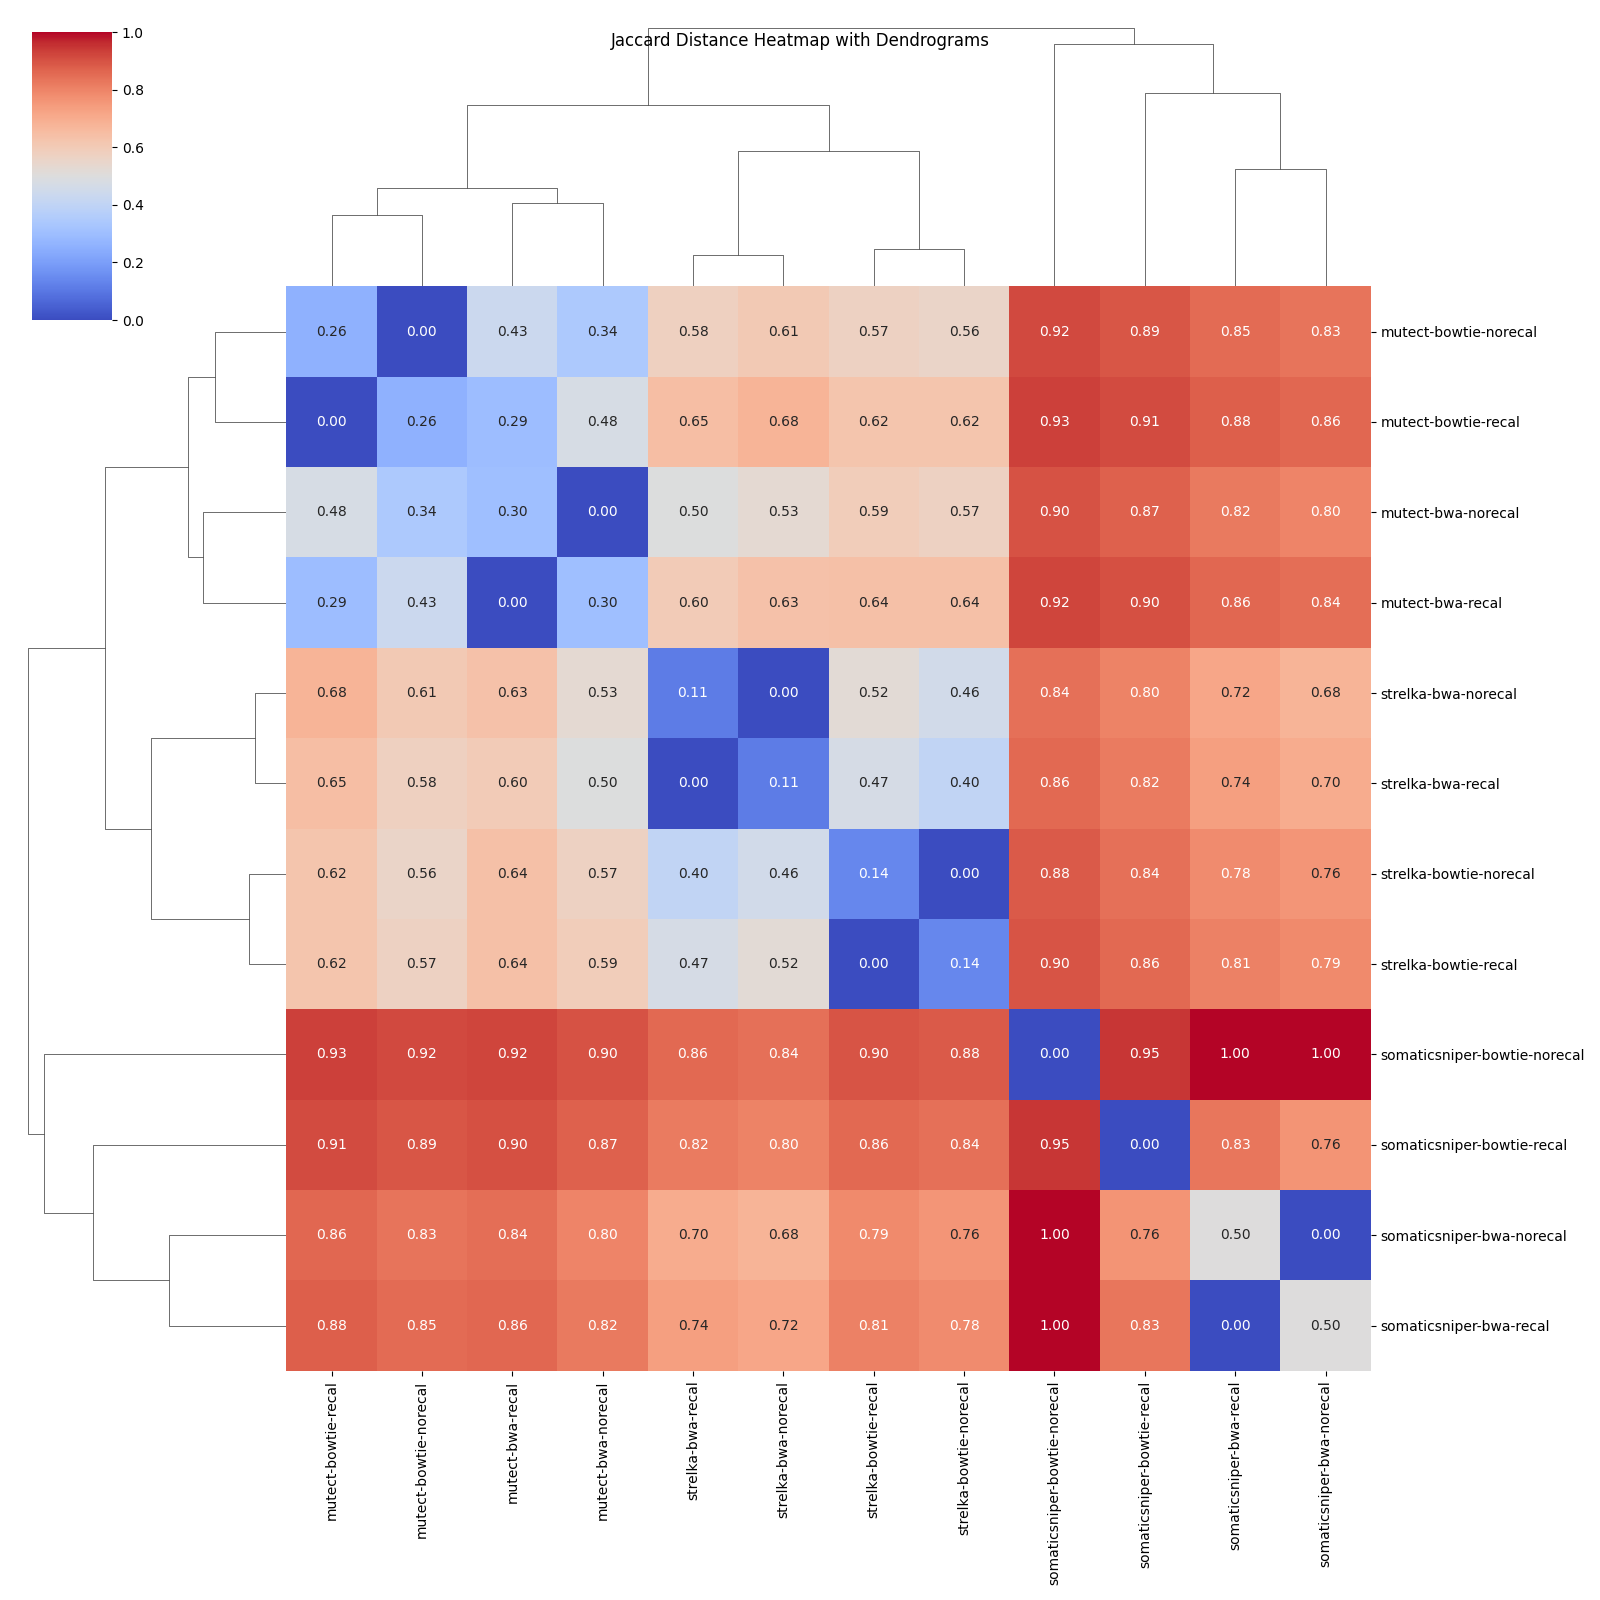 Jaccard Distance Heatmap with Dendrograms
1.0
0.8
0.6
0.4
0.2
0.0
0.26 0.00 0.43 0.34 0.58 0.61 0.57 0.56 0.92 0.89 0.85 0.83 mutect-bowtie-norecal
0.00 0.26 0.29 0.48 0.65 0.68 0.62 0.62 0.93 0.91 0.88 0.86 mutect-bowtie-recal
0.48 0.34 0.30 0.00 0.50 0.53 0.59 0.57 0.90 0.87 0.82 0.80 mutect-bwa-norecal
0.29 0.43 0.00 0.30 0.60 0.63 0.64 0.64 0.92 0.90 0.86 0.84 mutect-bwa-recal
0.68 0.61 0.63 0.53 0.11 0.00 0.52 0.46 0.84 0.80 0.72 0.68 strelka-bwa-norecal
0.65 0.58 0.60 0.50 0.00 0.11 0.47 0.40 0.86 0.82 0.74 0.70 strelka-bwa-recal
0.62 0.56 0.64 0.57 0.40 0.46 0.14 0.00 0.88 0.84 0.78 0.76 strelka-bowtie-norecal
0.62 0.57 0.64 0.59 0.47 0.52 0.00 0.14 0.90 0.86 0.81 0.79 strelka-bowtie-recal
0.93 0.92 0.92 0.90 0.86 0.84 0.90 0.88 0.00 0.95 1.00 1.00 somaticsniper-bowtie-norecal
0.91 0.89 0.90 0.87 0.82 0.80 0.86 0.84 0.95 0.00 0.83 0.76 somaticsniper-bowtie-recal
0.86 0.83 0.84 0.80 0.70 0.68 0.79 0.76 1.00 0.76 0.50 0.00 somaticsniper-bwa-norecal
0.88 0.85 0.86 0.82 0.74 0.72 0.81 0.78 1.00 0.83 0.00 0.50 somaticsniper-bwa-recal
mutect-bowtie-recal
mutect-bowtie-norecal
mutect-bwa-recal
mutect-bwa-norecal
strelka-bwa-recal
strelka-bwa-norecal
strelka-bowtie-recal
strelka-bowtie-norecal
somaticsniper-bowtie-norecal
somaticsniper-bowtie-recal
somaticsniper-bwa-recal
somaticsniper-bwa-norecal